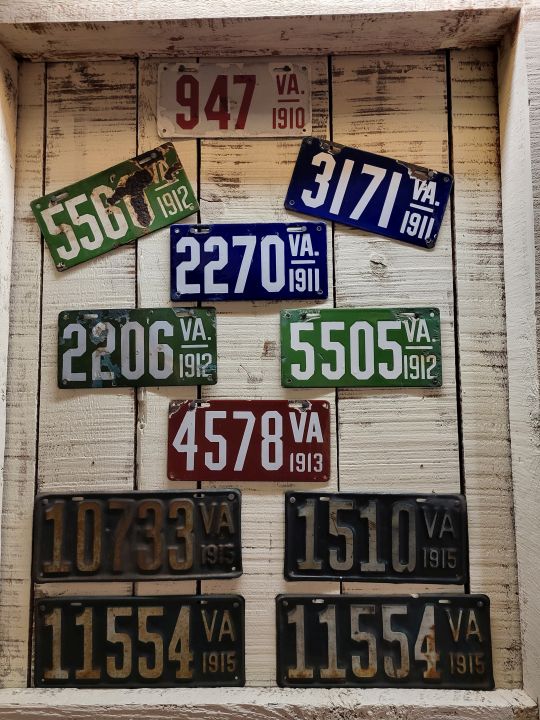 947 VA. 1910
VA 1912
3171 VA. 1911
2270 VA. 1911
2206 VA. 1912
5505 VA. 1912
4578 VA 1913
10733 VA 1915
1510 VA 1915
11554 VA 1915
11554 VA 1915